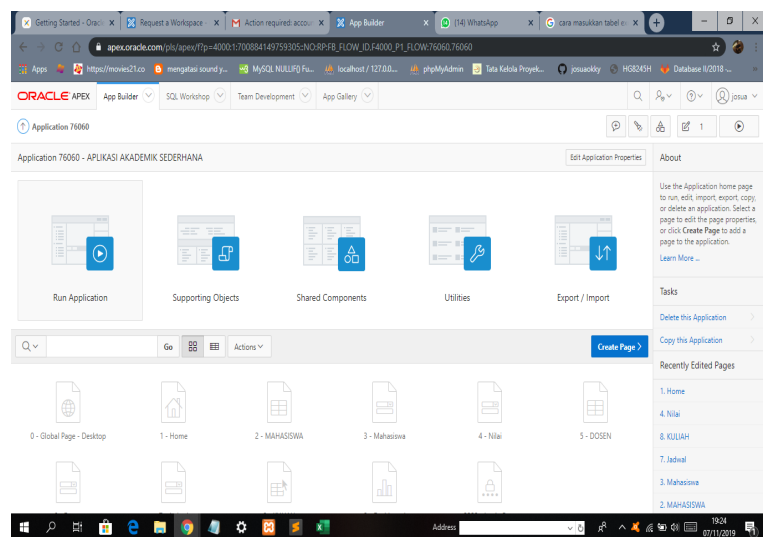 Getting Started - Oracl
Request a Workspace -
Action required: accour
App Builder
(14) WhatsApp
cara masukkan tabel ex
apex.oracle.com/pls/apex/f?p=4000:1:700884149759305::NO:RP:FB_FLOW_ID,F4000_P1_FLOW:76060,76060
Apps
https://movies21.co
mengatasi sound y...
MySQL NULLIF() Fu...
localhost / 127.0.0....
phpMyAdmin
Tata Kelola Proyek...
josuaokky
HG8245H
Database II/2018 -...
ORACLE APEX
App Builder
SQL Workshop
Team Development
App Gallery
josua
Application 76060
1
Application 76060 - APLIKASI AKADEMIK SEDERHANA
Edit Application Properties
Run Application
Supporting Objects
Shared Components
Utilities
Export / Import
Go
Actions
Create Page >
0 - Global Page - Desktop
1 - Home
2 - MAHASISWA
3 - Mahasiswa
4 - Nilai
5 - DOSEN
About
Use the Application home page
to run, edit, import, export, copy,
or delete an application. Select a
page to edit the page properties,
or click Create Page to add a
page to the application.
Learn More ...
Tasks
Delete this Application
Copy this Application
Recently Edited Pages
1. Home
4. Nilai
8. KULIAH
7. Jadwal
3. Mahasiswa
2. MAHASISWA
Address
19:24
07/11/2019